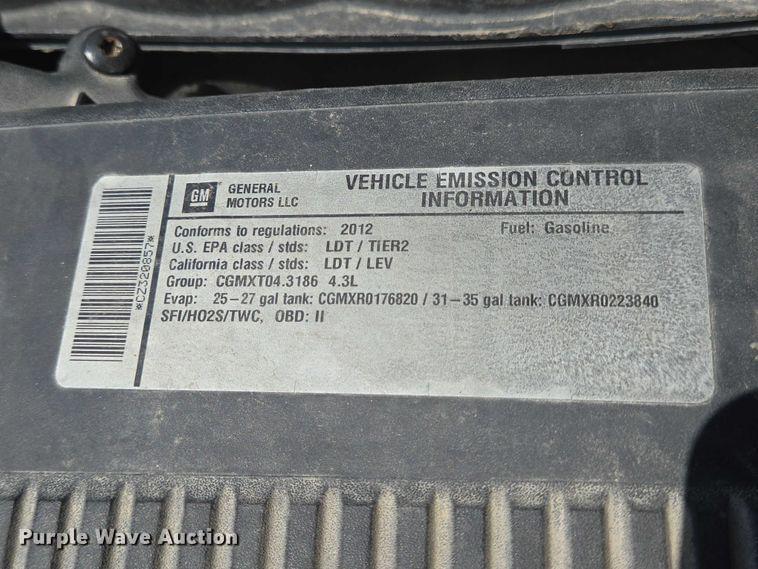 *CZ320857*
GM
GENERAL
MOTORS LLC
VEHICLE EMISSION CONTROL
INFORMATION
Conforms to regulations: 2012 Fuel: Gasoline
U.S. EPA class / stds: LDT / TIER2
California class / stds: LDT / LEV
Group: CGMXT04.3186 4.3L
Evap: 25-27 gal tank: CGMXR0176820 / 31-35 gal tank: CGMXR0223840
SFI/HO2S/TWC, OBD: II
Purple Wave Auction